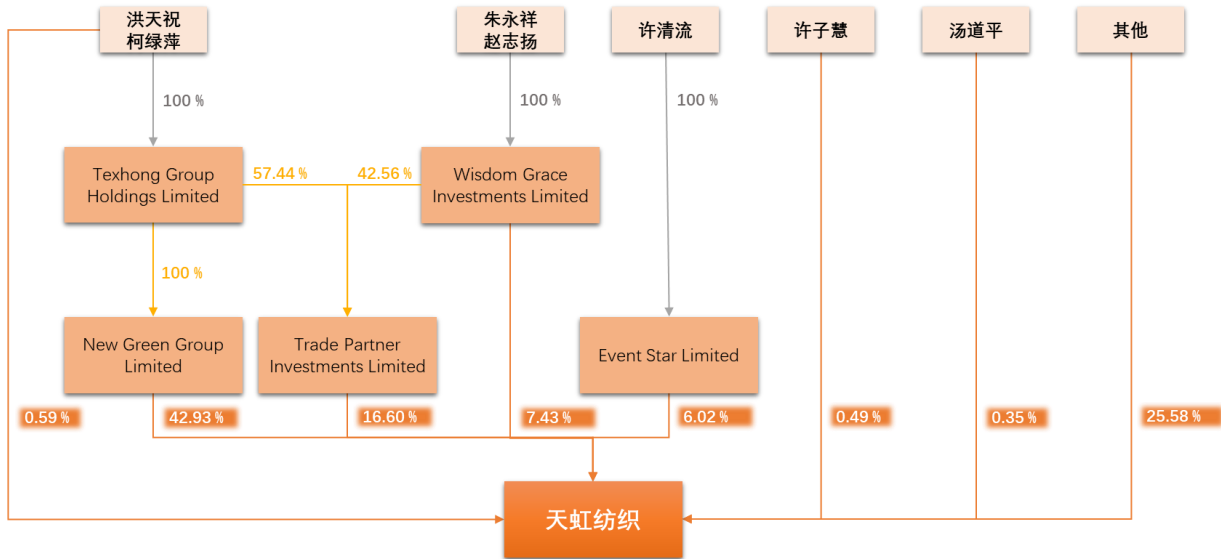 洪天祝
柯绿萍
朱永祥
赵志扬
许清流
许子慧
汤道平
其他
100 %
100 %
100 %
Texhong Group
Holdings Limited
57.44 %
42.56 %
Wisdom Grace
Investments Limited
100 %
New Green Group
Limited
Trade Partner
Investments Limited
Event Star Limited
0.59 %
42.93 %
16.60 %
7.43 %
6.02 %
0.49 %
0.35 %
25.58 %
天虹纺织